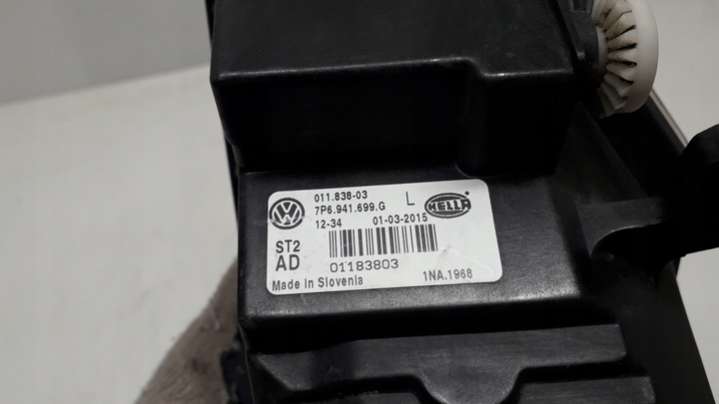 011.838-03 L
7P6.941.699.G HELLA
12-34 01-03-2015
ST2
AD 01183803
Made in Slovenia 1NA.1968